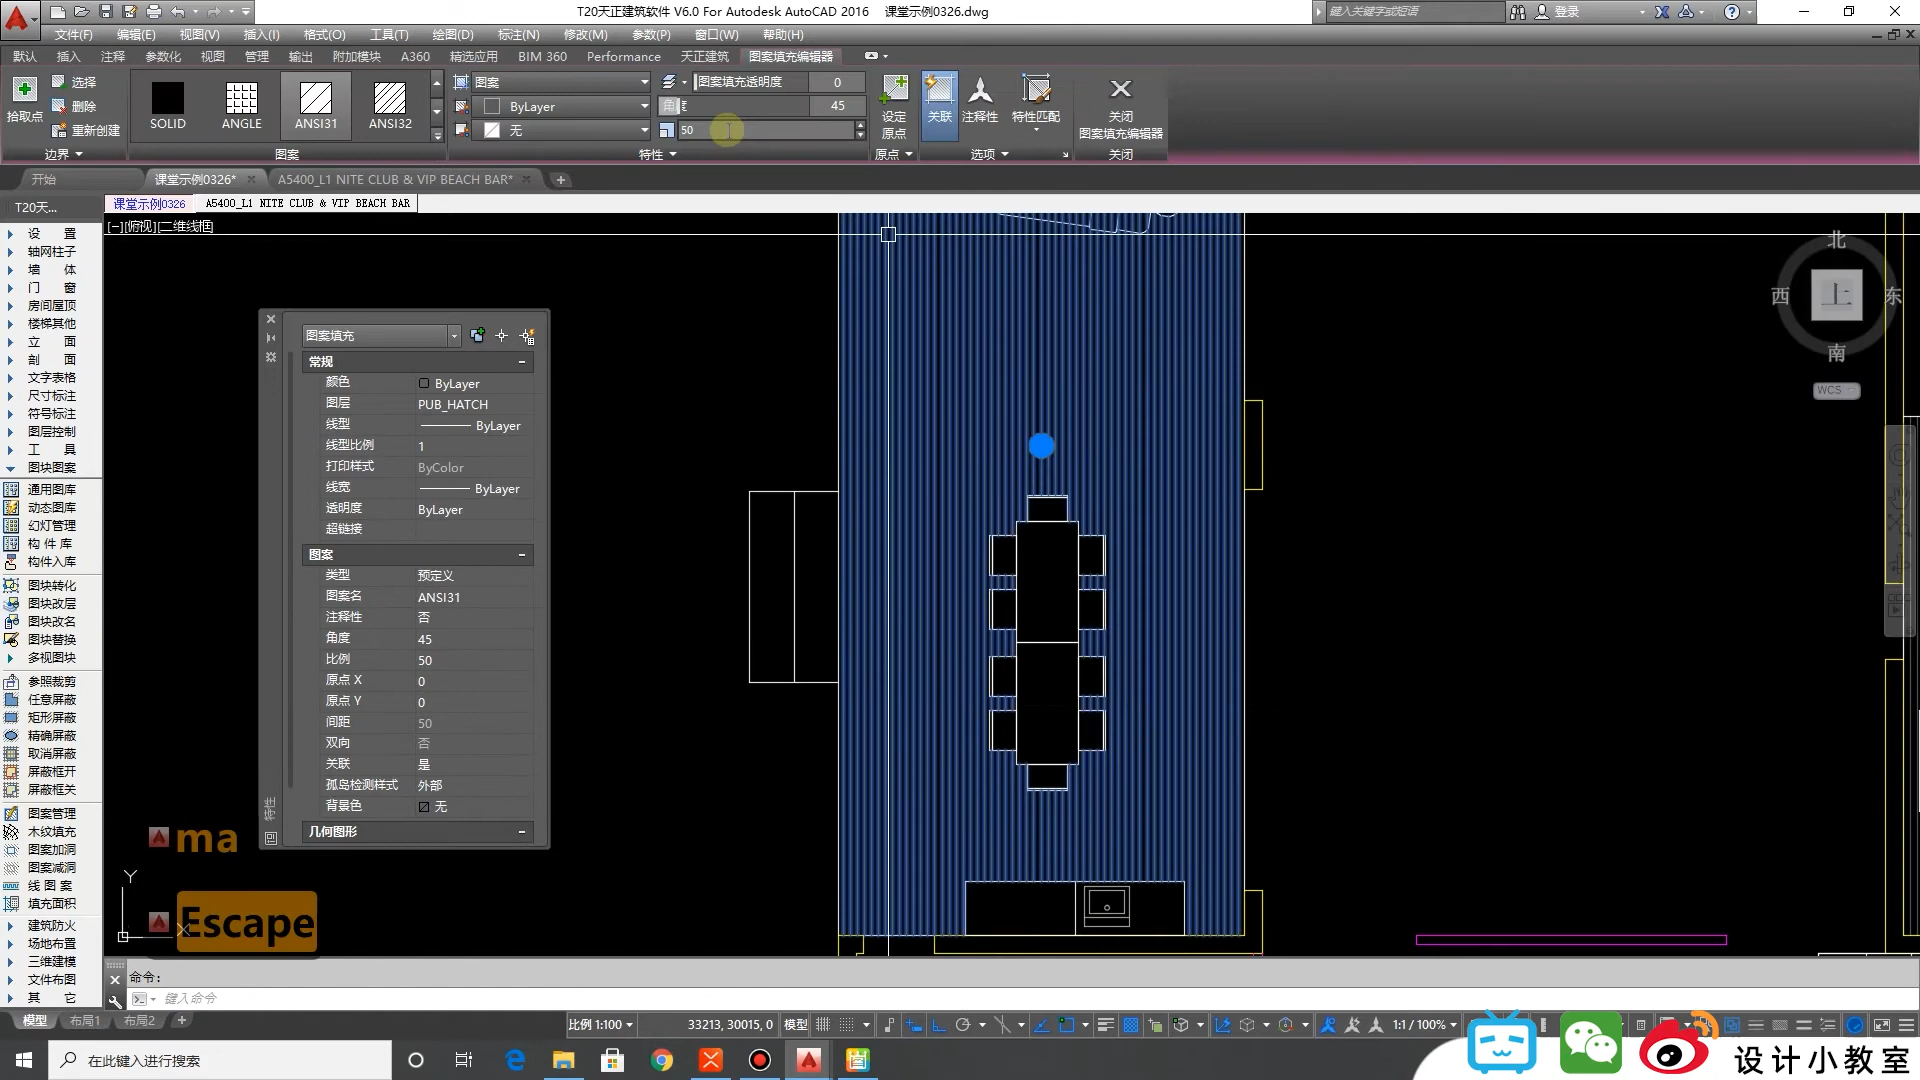 T20天正建筑软件 V6.0 For Autodesk AutoCAD 2016 课堂示例0326.dwg
键入关键字或短语
登录
文件(F) 编辑(E) 视图(V) 插入(I) 格式(O) 工具(T) 绘图(D) 标注(N) 修改(M) 参数(P) 窗口(W) 帮助(H)
默认 插入 注释 参数化 视图 管理 输出 附加模块 A360 精选应用 BIM 360 Performance 天正建筑 图案填充编辑器
拾取点
选择
删除
重新创建
SOLID ANGLE ANSI31 ANSI32
图案
ByLayer
无
图案填充透明度 0
角度 45
50
设定
原点
关联
注释性
特性匹配
关闭
图案填充编辑器
边界 图案 特性 原点 选项 关闭
开始 课堂示例0326* A5400_L1 NITE CLUB & VIP BEACH BAR*
T20天...
课堂示例0326 A5400_L1 NITE CLUB & VIP BEACH BAR
[−][俯视][二维线框]
设 置
轴网柱子
墙 体
门 窗
房间屋顶
楼梯其他
立 面
剖 面
文字表格
尺寸标注
符号标注
图层控制
工 具
图块图案
通用图库
动态图库
幻灯管理
构 件 库
构件入库
图块转化
图块改层
图块改名
图块替换
多视图块
参照裁剪
任意屏蔽
矩形屏蔽
精确屏蔽
取消屏蔽
屏蔽框开
屏蔽框关
图案管理
木纹填充
图案加洞
图案减洞
线 图 案
填充面积
建筑防火
场地布置
三维建模
文件布图
其 它
图案填充
常规
颜色 ByLayer
图层 PUB_HATCH
线型 ByLayer
线型比例 1
打印样式 ByColor
线宽 ByLayer
透明度 ByLayer
超链接
图案
类型 预定义
图案名 ANSI31
注释性 否
角度 45
比例 50
原点 X 0
原点 Y 0
间距 50
双向 否
关联 是
孤岛检测样式 外部
背景色 无
几何图形
特性
北
西 上 东
南
WCS
ma
Escape
Y
X
命令:
键入命令
模型 布局1 布局2
比例 1:100 33213, 30015, 0 模型 1:1 / 100%
在此键入进行搜索
设计小教室